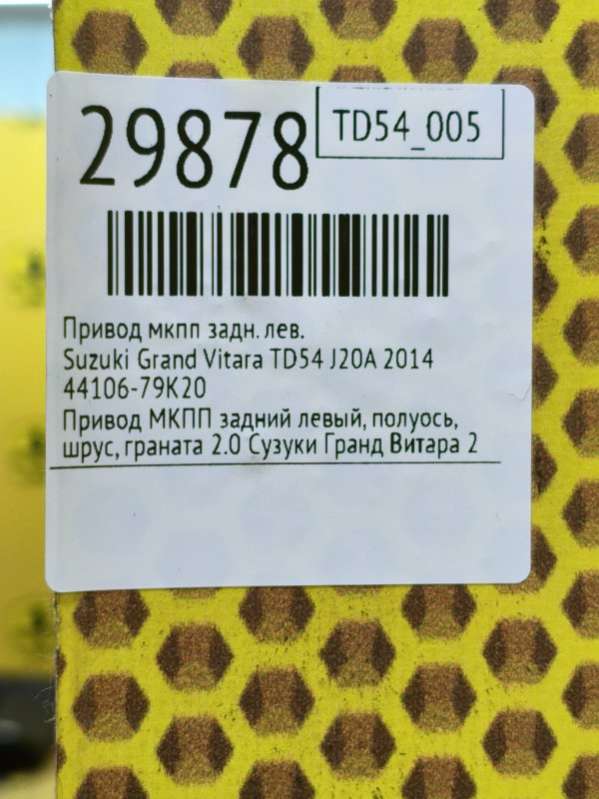 29878
TD54_005
Привод мкпп задн. лев.
Suzuki Grand Vitara TD54 J20A 2014
44106-79K20
Привод МКПП задний левый, полуось,
шрус, граната 2.0 Сузуки Гранд Витара 2